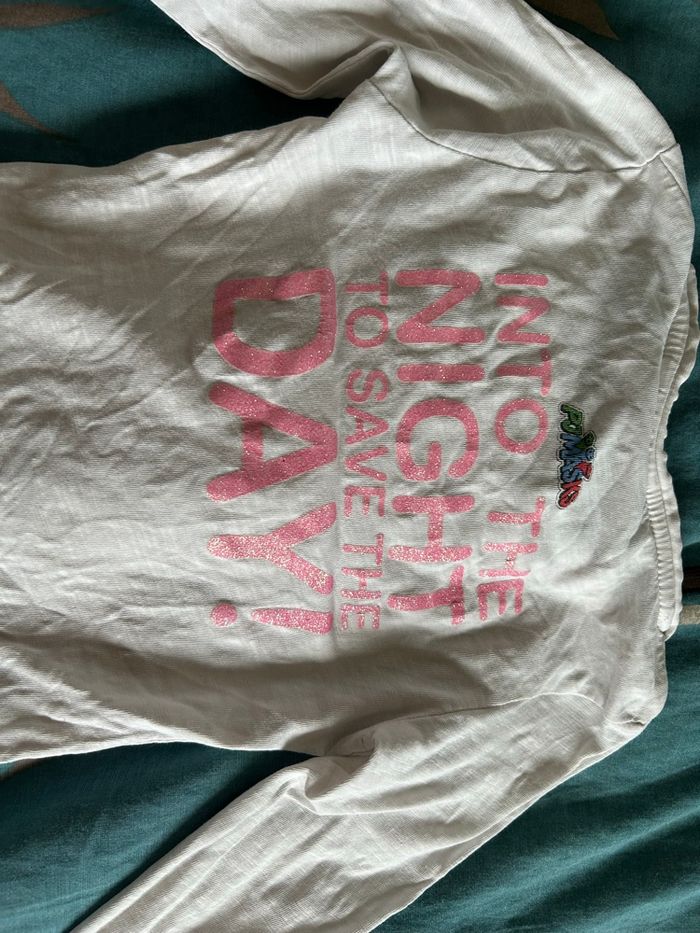 PJ MASKS
INTO THE
NIGHT
TO SAVE THE
DAY!